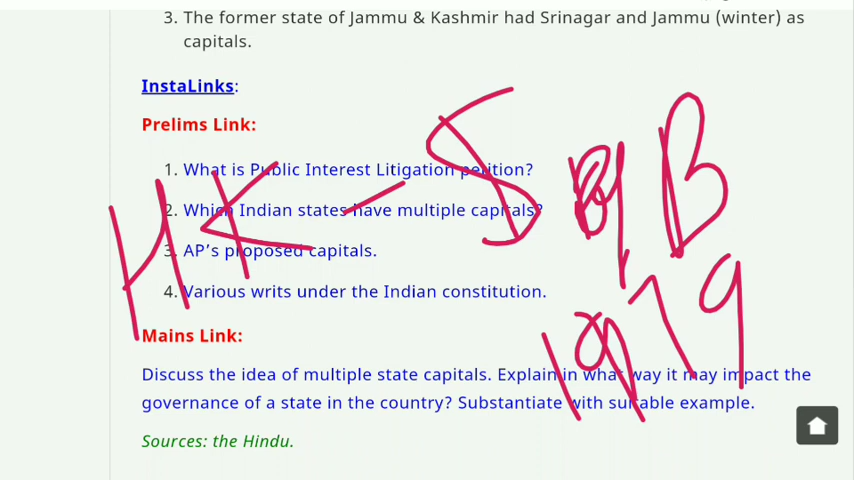 3. The former state of Jammu & Kashmir had Srinagar and Jammu (winter) as
capitals.
InstaLinks:
Prelims Link:
1. What is Public Interest Litigation petition?
2. Which Indian states have multiple capitals?
3. AP's proposed capitals.
4. Various writs under the Indian constitution.
Mains Link:
Discuss the idea of multiple state capitals. Explain in what way it may impact the
governance of a state in the country? Substantiate with suitable example.
Sources: the Hindu.
HK - S
B
1979